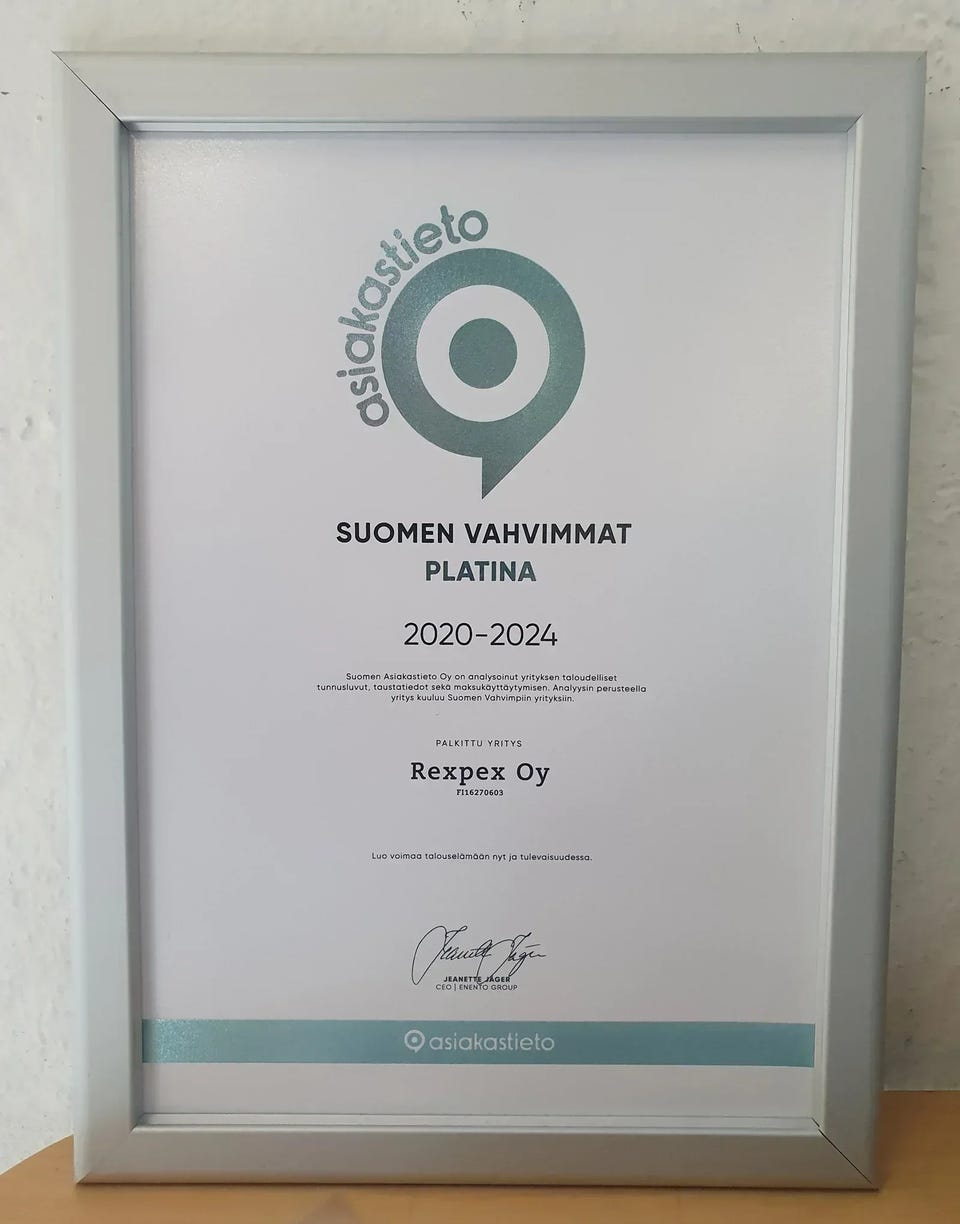 asiakastieto
SUOMEN VAHVIMMAT
PLATINA
2020–2024
Suomen Asiakastieto Oy on analysoinut yrityksen taloudelliset
tunnusluvut, taustatiedot sekä maksukäyttäytymisen. Analyysin perusteella
yritys kuuluu Suomen Vahvimpiin yrityksiin.
PALKITTU YRITYS
Rexpex Oy
FI16270603
Luo voimaa talouselämään nyt ja tulevaisuudessa.
Jeanette Jäger
JEANETTE JÄGER
CEO | ENENTO GROUP
asiakastieto